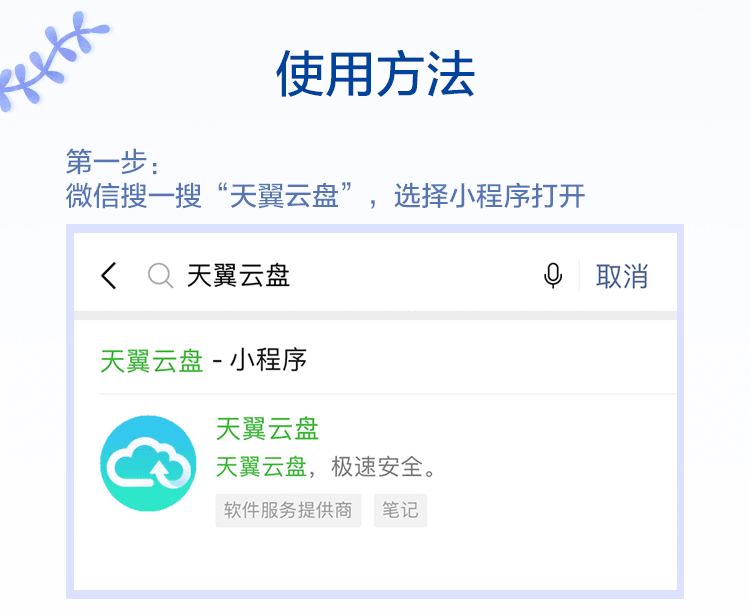 使用方法
第一步：
微信搜一搜“天翼云盘”，选择小程序打开
天翼云盘 取消
天翼云盘 - 小程序
天翼云盘
天翼云盘，极速安全。
软件服务提供商 笔记